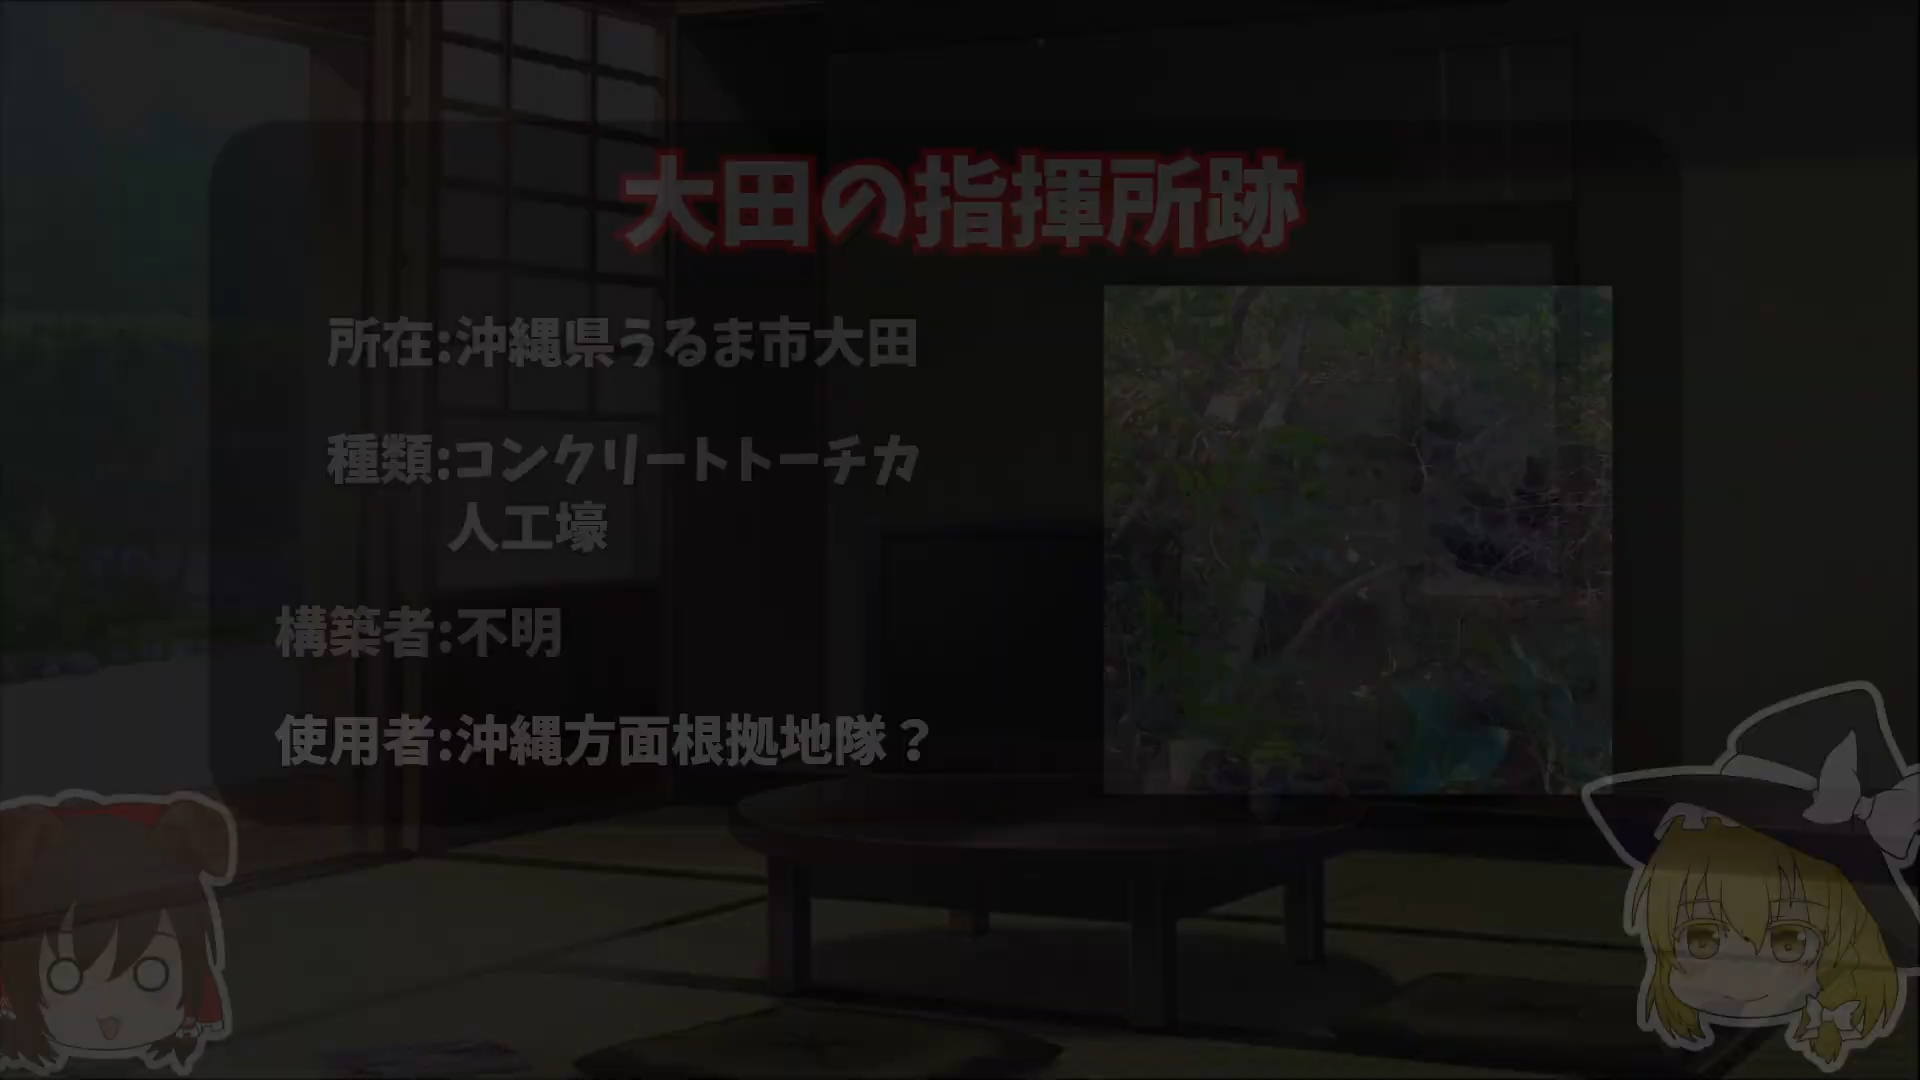 大田の指揮所跡
所在:沖縄県うるま市大田
種類:コンクリートトーチカ
人工壕
構築者:不明
使用者:沖縄方面根拠地隊？